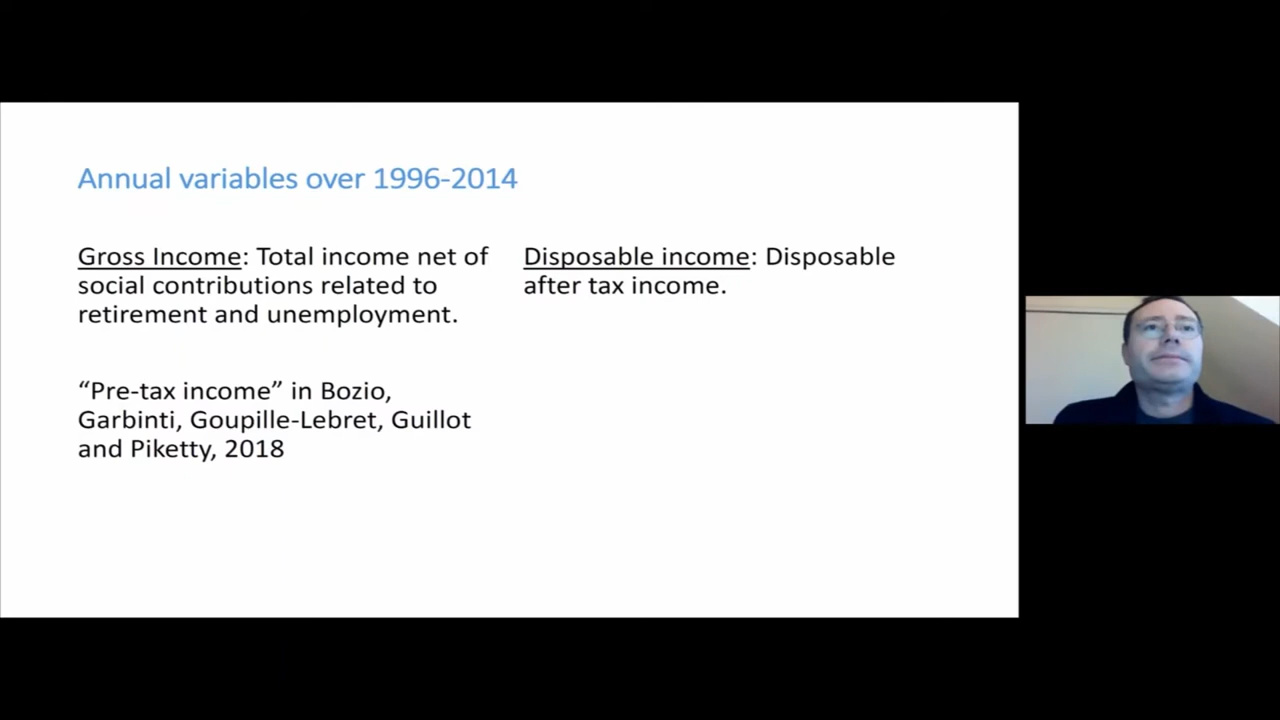 Annual variables over 1996-2014
Gross Income: Total income net of
social contributions related to
retirement and unemployment.
“Pre-tax income” in Bozio,
Garbinti, Goupille-Lebret, Guillot
and Piketty, 2018
Disposable income: Disposable
after tax income.